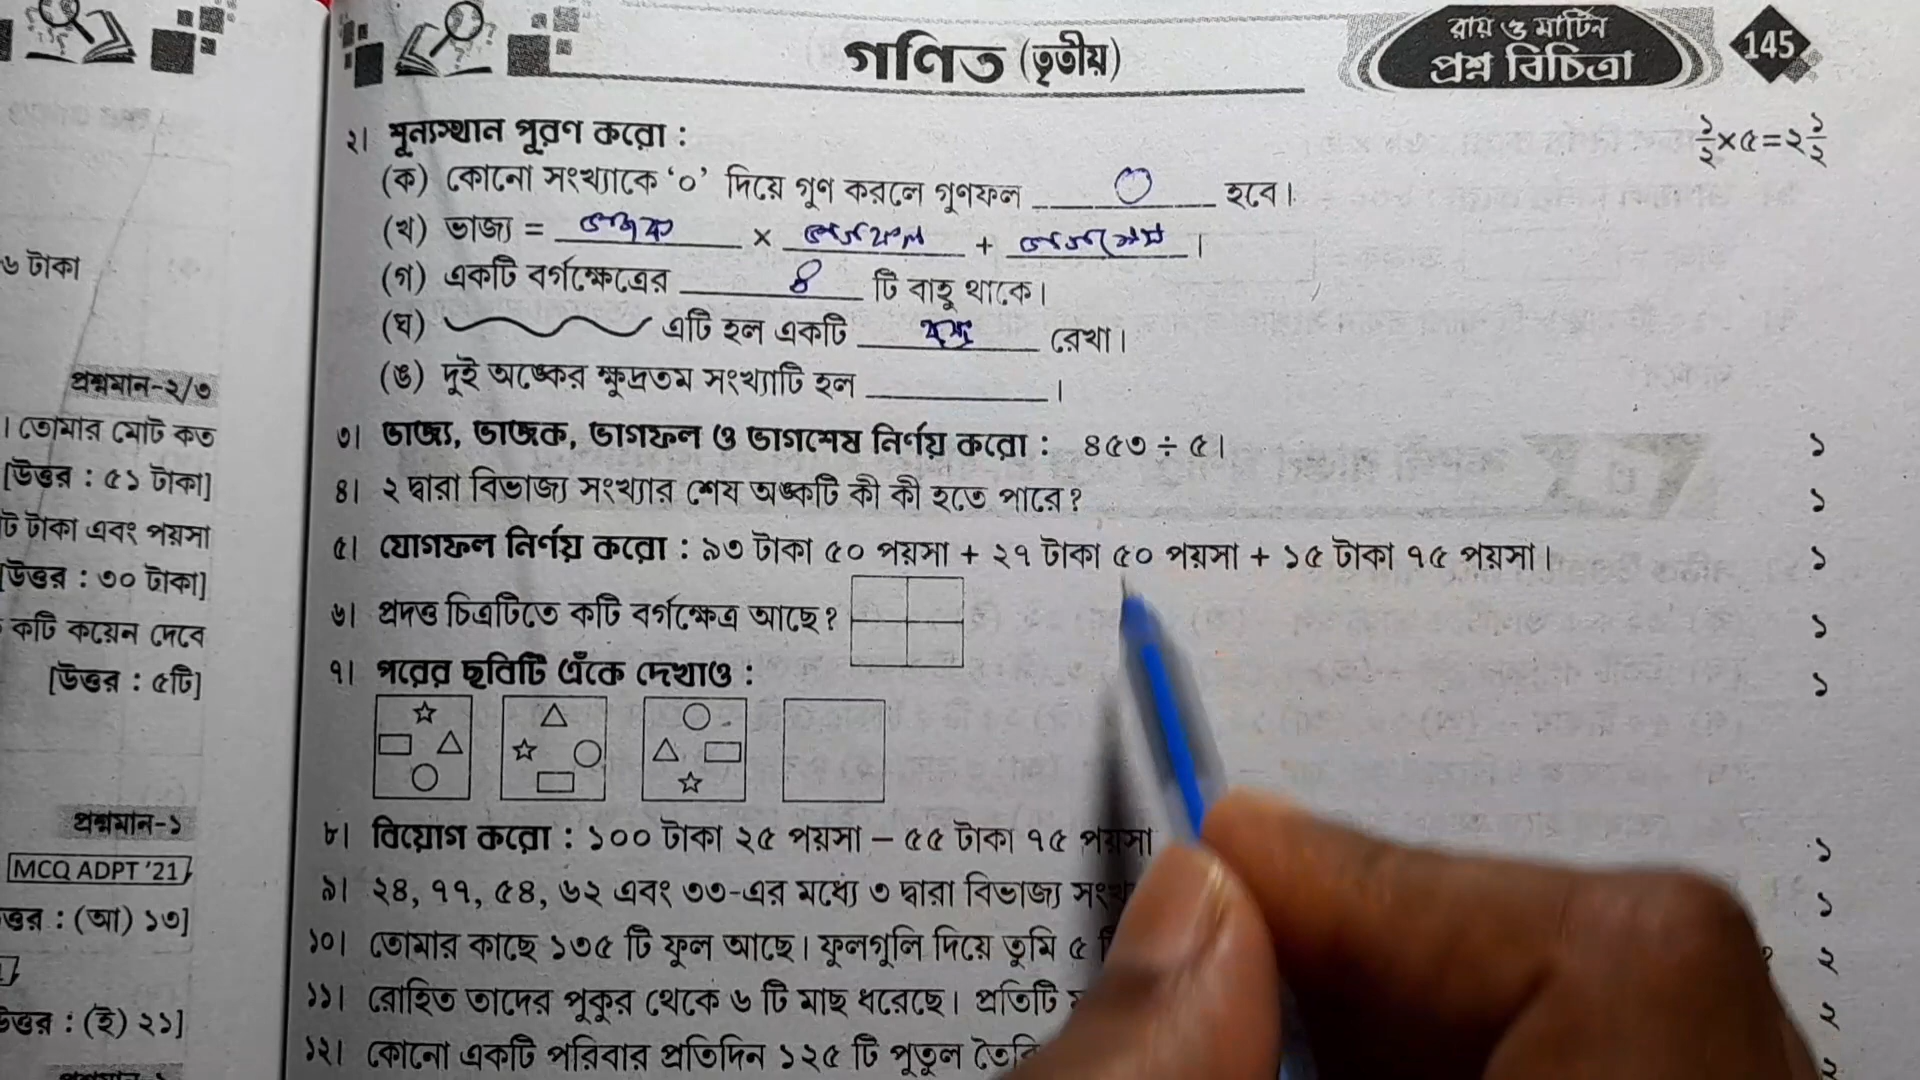 গণিত (তৃতীয়)
রায় ও মার্টিন
প্রশ্ন বিচিত্রা
145
২। শূন্যস্থান পূরণ করো :
১/২ × ৫ = ২ ১/২
(ক) কোনো সংখ্যাকে ‘০’ দিয়ে গুণ করলে গুণফল ০ হবে।
(খ) ভাজ্য = ভাজক × ভাগফল + ভাগশেষ ।
(গ) একটি বর্গক্ষেত্রের ৪ টি বাহু থাকে।
(ঘ) এটি হল একটি বক্র রেখা।
(ঙ) দুই অঙ্কের ক্ষুদ্রতম সংখ্যাটি হল ।
৩। ভাজ্য, ভাজক, ভাগফল ও ভাগশেষ নির্ণয় করো : ৪৫৩ ÷ ৫। ১
৪। ২ দ্বারা বিভাজ্য সংখ্যার শেষ অঙ্কটি কী কী হতে পারে? ১
৫। যোগফল নির্ণয় করো : ৯৩ টাকা ৫০ পয়সা + ২৭ টাকা ৫০ পয়সা + ১৫ টাকা ৭৫ পয়সা। ১
৬। প্রদত্ত চিত্রটিতে কটি বর্গক্ষেত্র আছে? ১
৭। পরের ছবিটি এঁকে দেখাও : ১
৮। বিয়োগ করো : ১০০ টাকা ২৫ পয়সা – ৫৫ টাকা ৭৫ পয়সা ১
৯। ২৪, ৭৭, ৫৪, ৬২ এবং ৩৩-এর মধ্যে ৩ দ্বারা বিভাজ্য ১
১০। তোমার কাছে ১৩৫ টি ফুল আছে। ফুলগুলি দিয়ে তুমি ৫ ? ২
১১। রোহিত তাদের পুকুর থেকে ৬ টি মাছ ধরেছে। প্রতিটি ২
১২। কোনো একটি পরিবার প্রতিদিন ১২৫ টি পুতুল ২
৬ টাকা
প্রশ্নমান-২/৩
। তোমার মোট কত
[উত্তর : ৫১ টাকা]
টাকা এবং পয়সা
[উত্তর : ৩০ টাকা]
কটি কয়েন দেবে
[উত্তর : ৫টি]
প্রশ্নমান-১
MCQ ADPT '21
: (আ) ১৩]
: (ই) ২১]